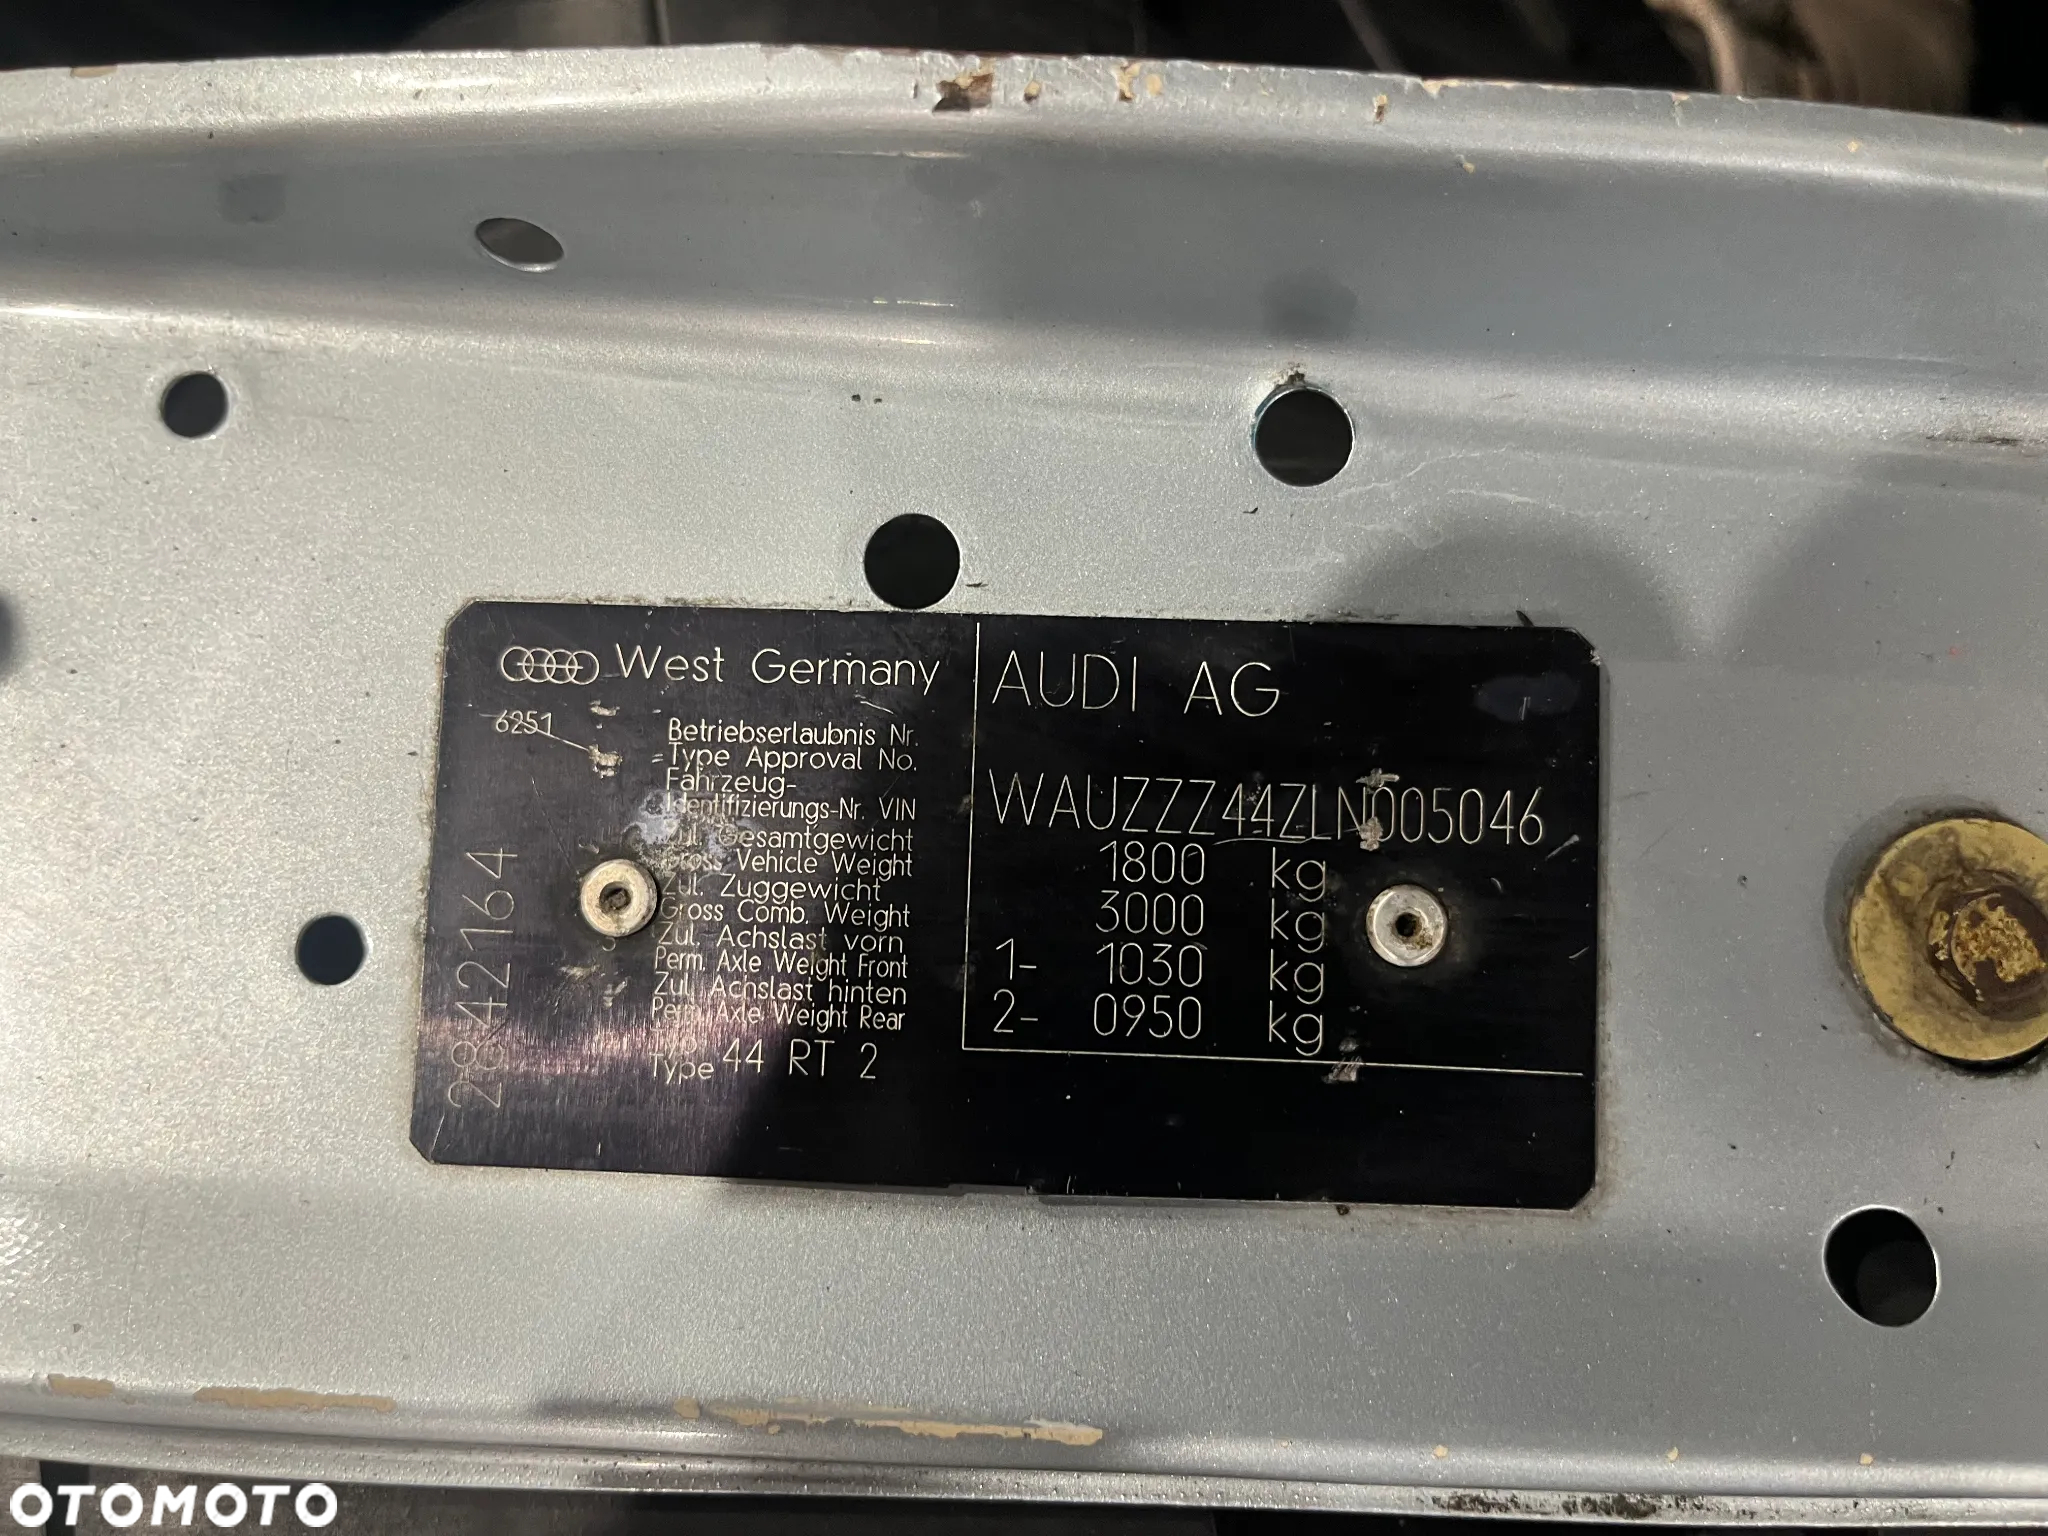 West Germany
6251
Betriebserlaubnis Nr.
=Type Approval No.
Fahrzeug-
Identifizierungs-Nr. VIN
Zul. Gesamtgewicht
Gross Vehicle Weight
Zul. Zuggewicht
Gross Comb. Weight
Zul. Achslast vorn
Perm. Axle Weight Front
Zul. Achslast hinten
Perm. Axle Weight Rear
Type 44 RT 2
2842164
AUDI AG
WAUZZZ44ZLN005046
1800 kg
3000 kg
1- 1030 kg
2- 0950 kg
OTOMOTO